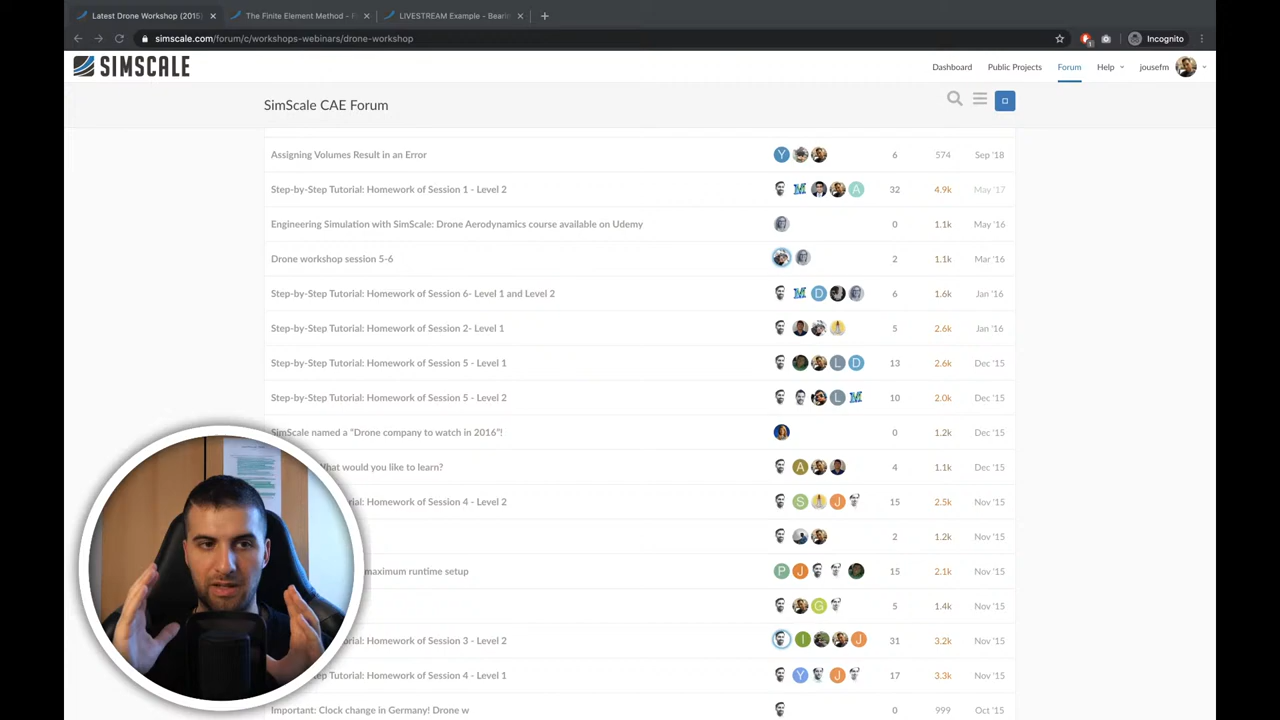 Latest Drone Workshop (2015)
The Finite Element Method - F
LIVESTREAM Example - Bearin
simscale.com/forum/c/workshops-webinars/drone-workshop
Incognito
SIMSCALE
Dashboard Public Projects Forum Help jousefm
SimScale CAE Forum
Assigning Volumes Result in an Error Y 6 574 Sep '18
Step-by-Step Tutorial: Homework of Session 1 - Level 2 M A 32 4.9k May '17
Engineering Simulation with SimScale: Drone Aerodynamics course available on Udemy 0 1.1k May '16
Drone workshop session 5-6 2 1.1k Mar '16
Step-by-Step Tutorial: Homework of Session 6- Level 1 and Level 2 M D 6 1.6k Jan '16
Step-by-Step Tutorial: Homework of Session 2- Level 1 5 2.6k Jan '16
Step-by-Step Tutorial: Homework of Session 5 - Level 1 L D 13 2.6k Dec '15
Step-by-Step Tutorial: Homework of Session 5 - Level 2 L M 10 2.0k Dec '15
SimScale named a "Drone company to watch in 2016"! 0 1.2k Dec '15
hat would you like to learn? A 4 1.1k Dec '15
rial: Homework of Session 4 - Level 2 S J 15 2.5k Nov '15
2 1.2k Nov '15
maximum runtime setup P J 15 2.1k Nov '15
G 5 1.4k Nov '15
rial: Homework of Session 3 - Level 2 I J 31 3.2k Nov '15
ep Tutorial: Homework of Session 4 - Level 1 Y J 17 3.3k Nov '15
Important: Clock change in Germany! Drone w 0 999 Oct '15